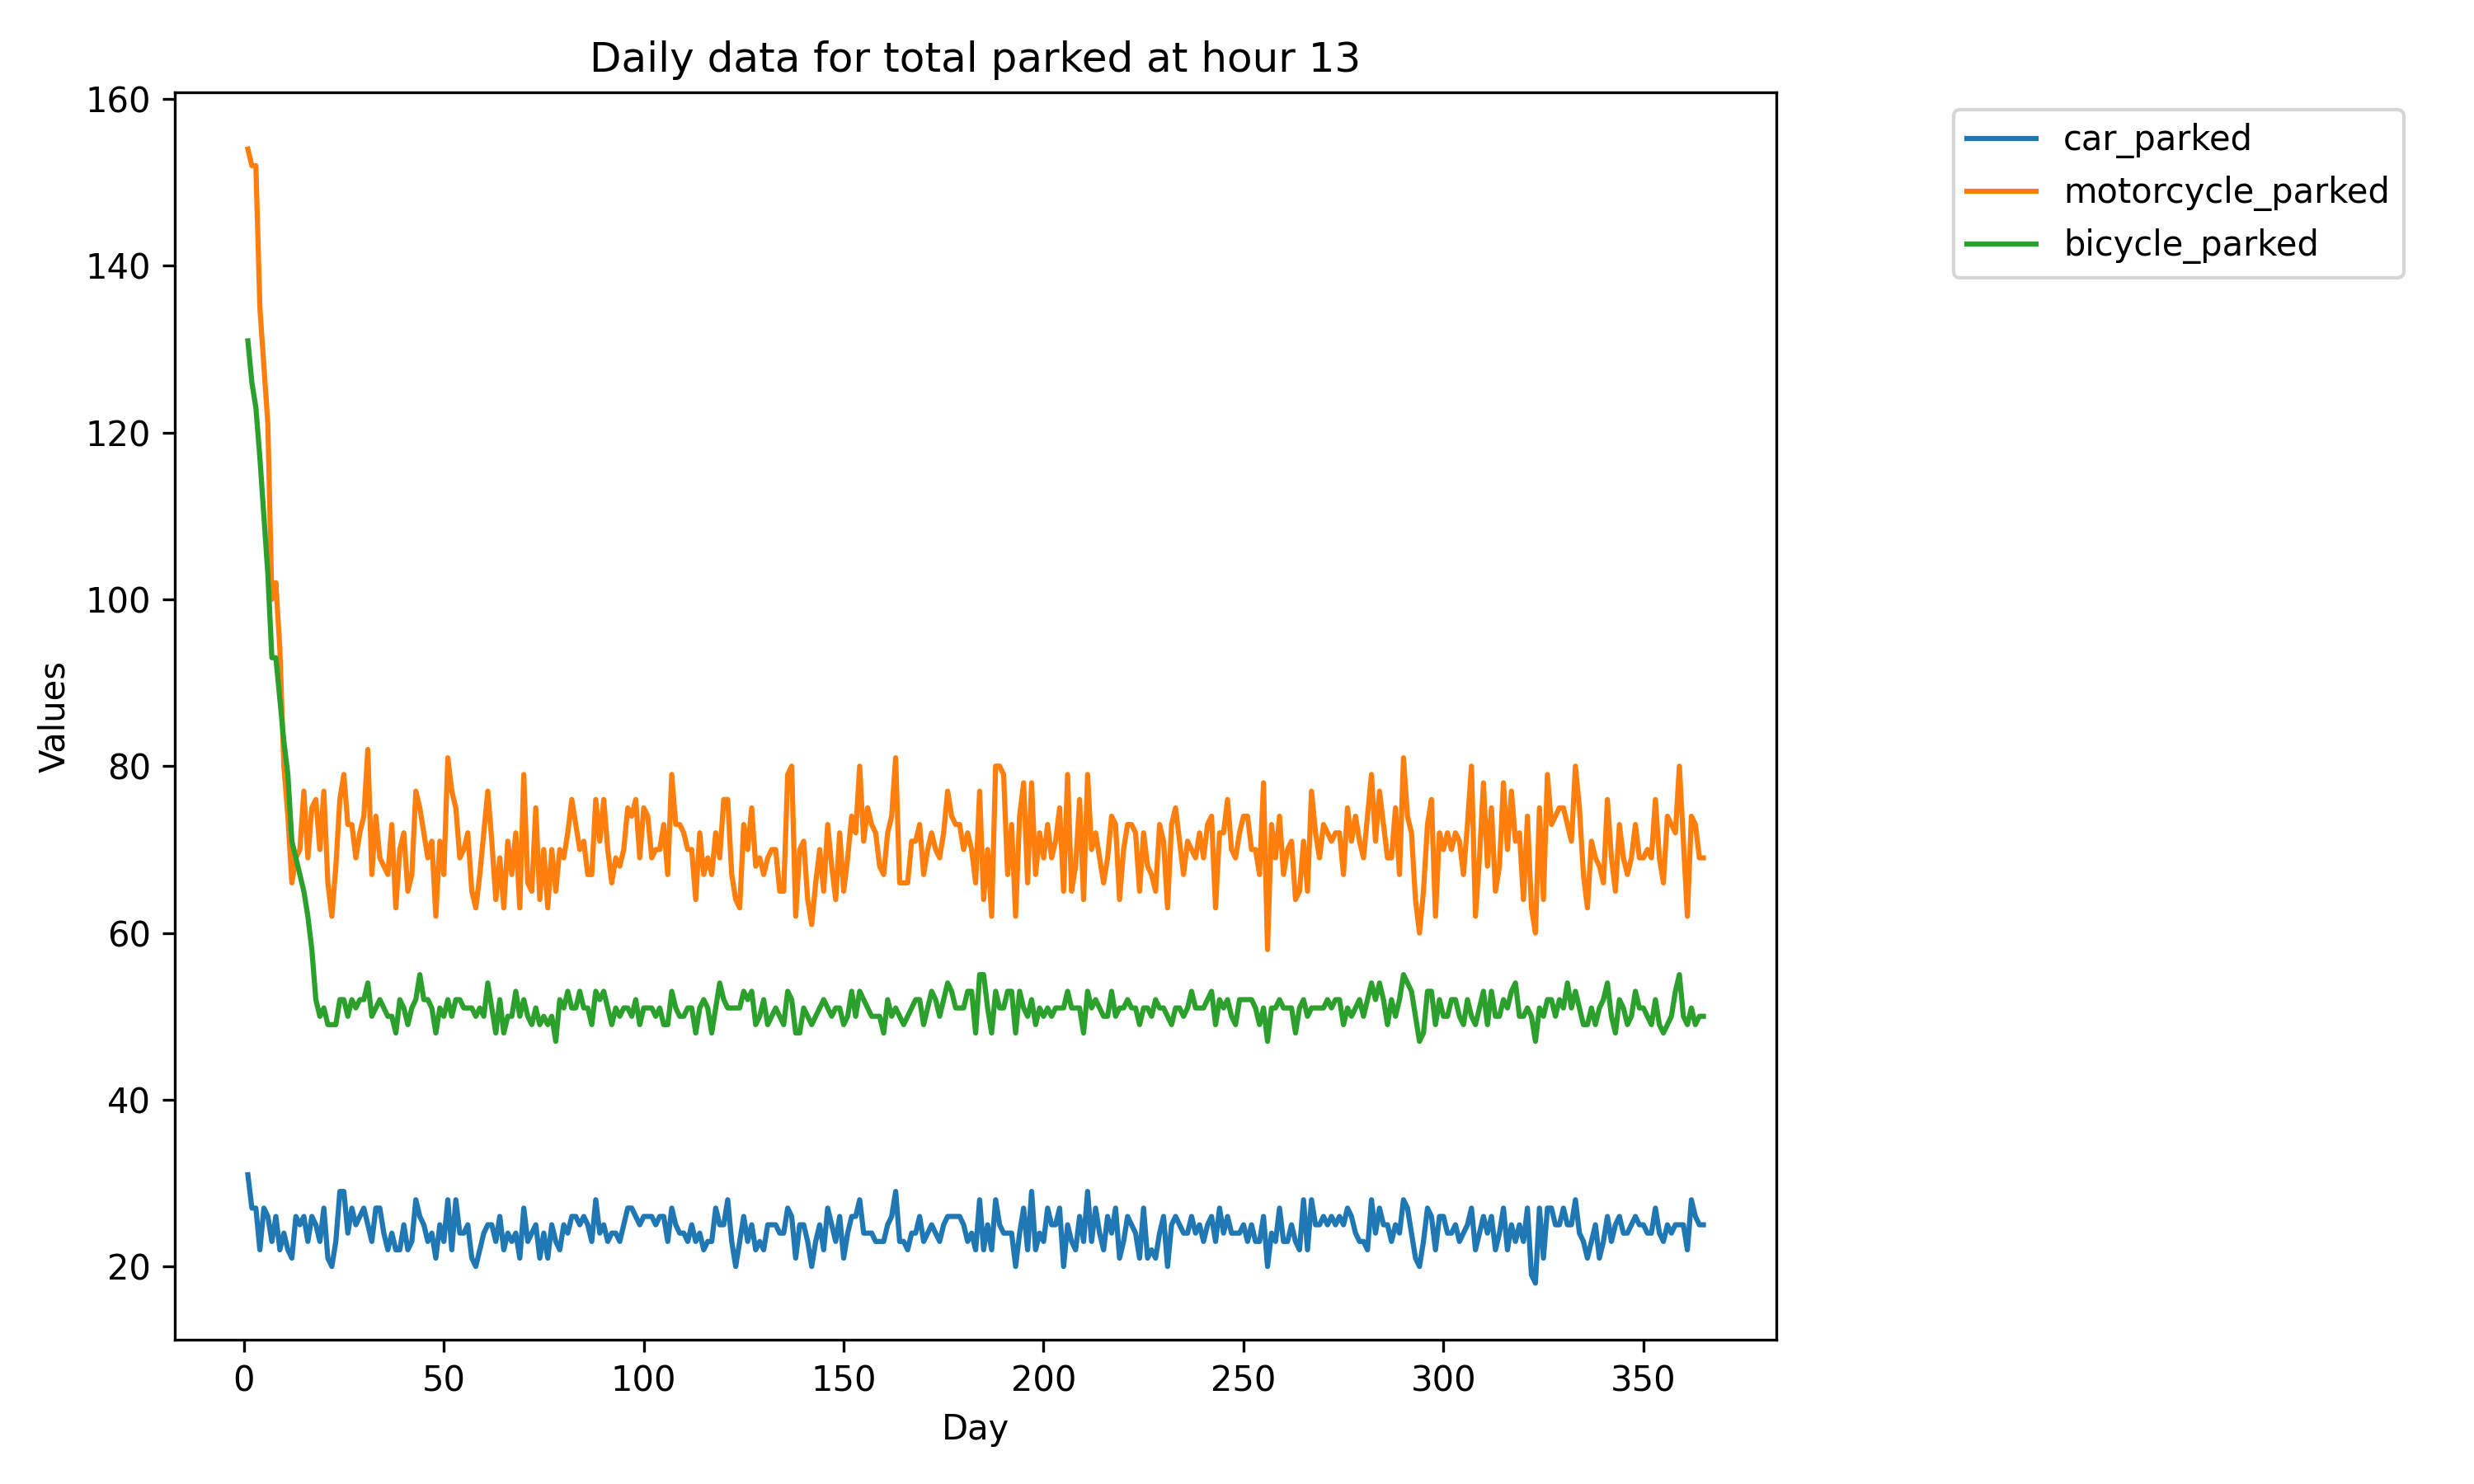 Daily data for total parked at hour 13
160
140
120
100
80
60
40
20
Values
0 50 100 150 200 250 300 350
Day
car_parked
motorcycle_parked
bicycle_parked